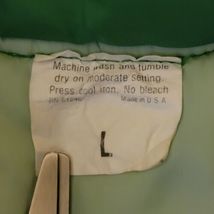 Machine wash and tumble
dry on moderate setting.
Press cool iron. No bleach
Made in U S A
L